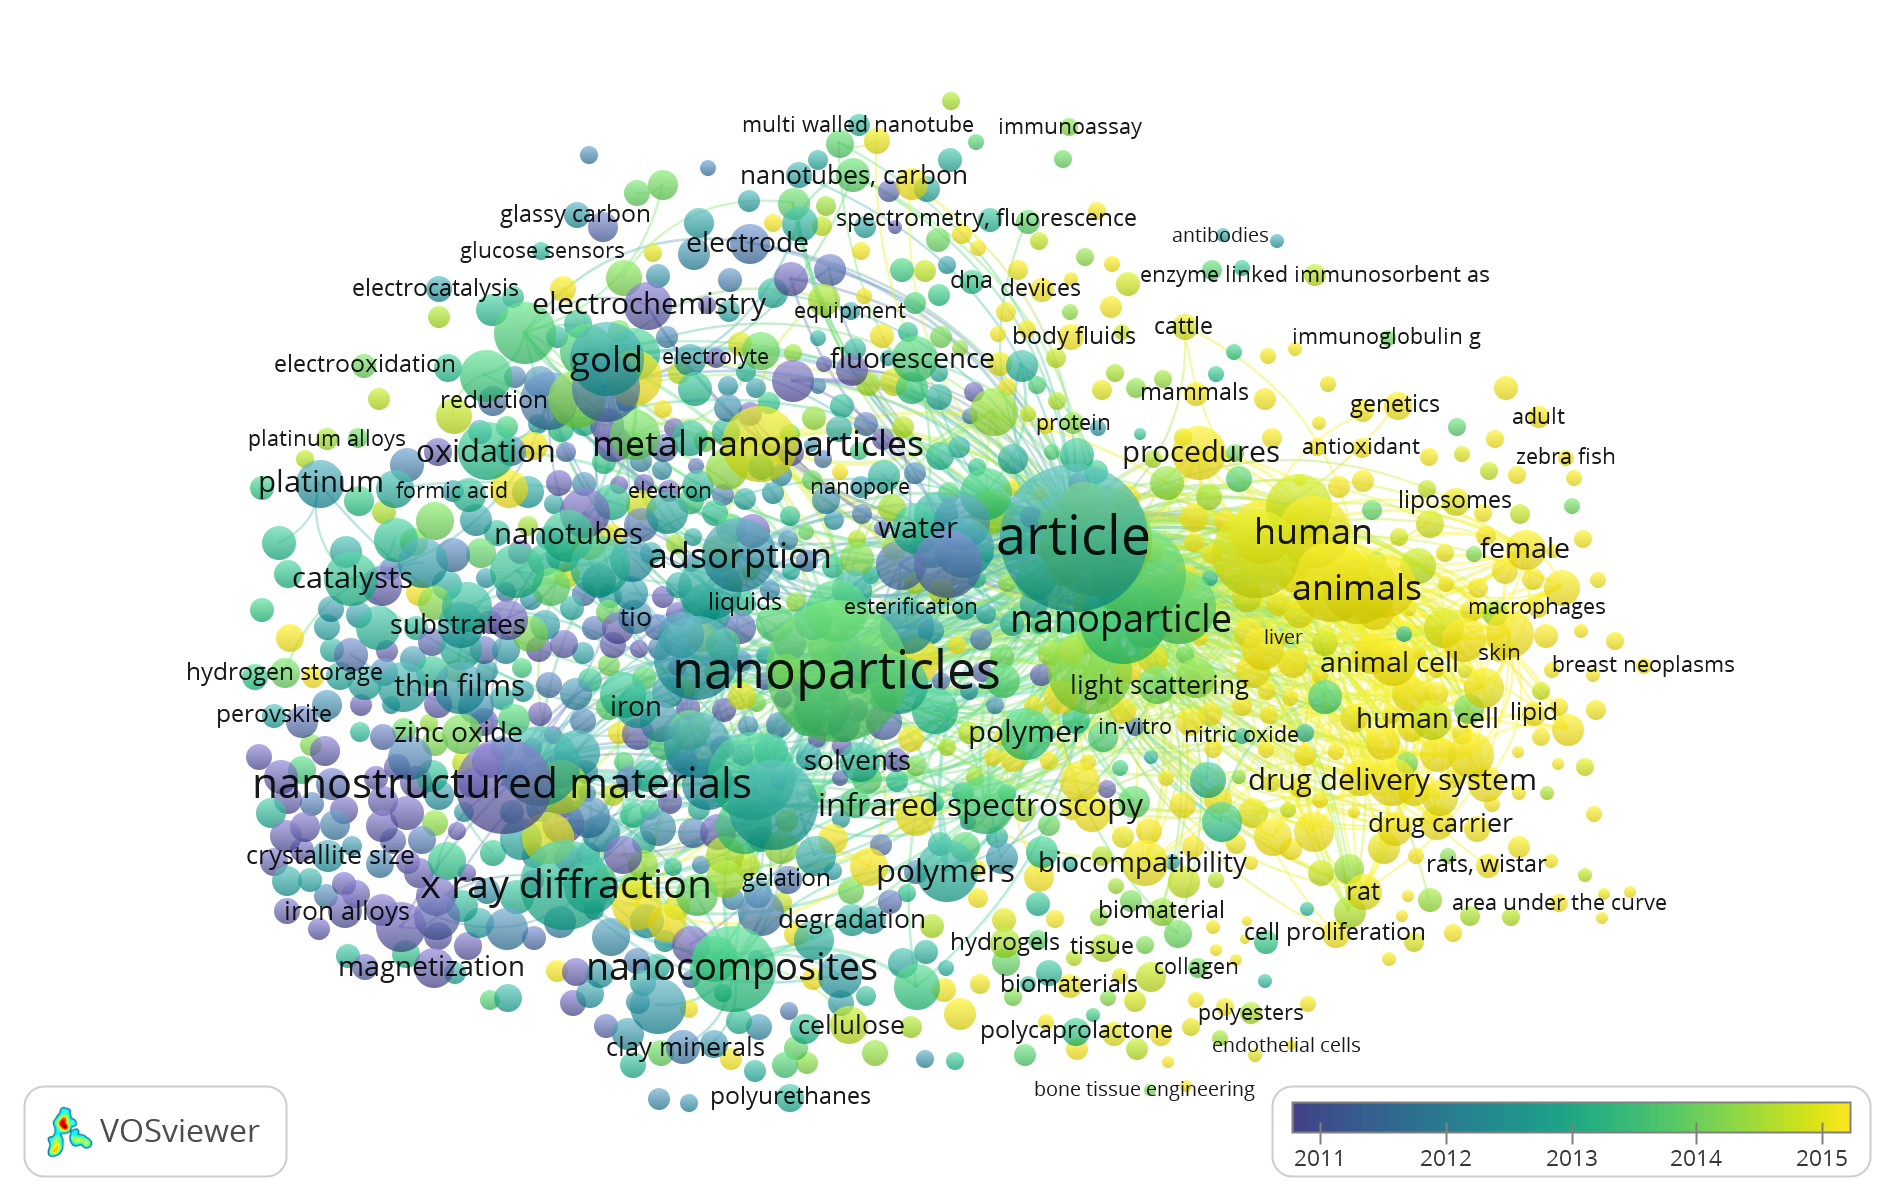 multi walled nanotube
immunoassay
nanotubes, carbon
glassy carbon
spectrometry, fluorescence
antibodies
glucose sensors
electrode
electrocatalysis
dna
devices
enzyme linked immunosorbent as
electrochemistry
equipment
body fluids
cattle
immunoglobulin g
electrooxidation
gold
electrolyte
fluorescence
reduction
mammals
genetics
adult
platinum alloys
oxidation
metal nanoparticles
protein
procedures
antioxidant
zebra fish
platinum
formic acid
electron
nanopore
liposomes
nanotubes
adsorption
water
article
human
female
catalysts
liquids
esterification
animals
macrophages
substrates
tio
nanoparticle
liver
hydrogen storage
thin films
nanoparticles
light scattering
animal cell
skin
breast neoplasms
perovskite
zinc oxide
iron
polymer
in-vitro
nitric oxide
human cell
lipid
nanostructured materials
solvents
infrared spectroscopy
drug delivery system
drug carrier
crystallite size
x ray diffraction
gelation
polymers
biocompatibility
rats, wistar
iron alloys
degradation
biomaterial
rat
area under the curve
magnetization
nanocomposites
hydrogels
tissue
cell proliferation
collagen
biomaterials
clay minerals
cellulose
polycaprolactone
polyesters
endothelial cells
polyurethanes
bone tissue engineering
VOSviewer
2011
2012
2013
2014
2015